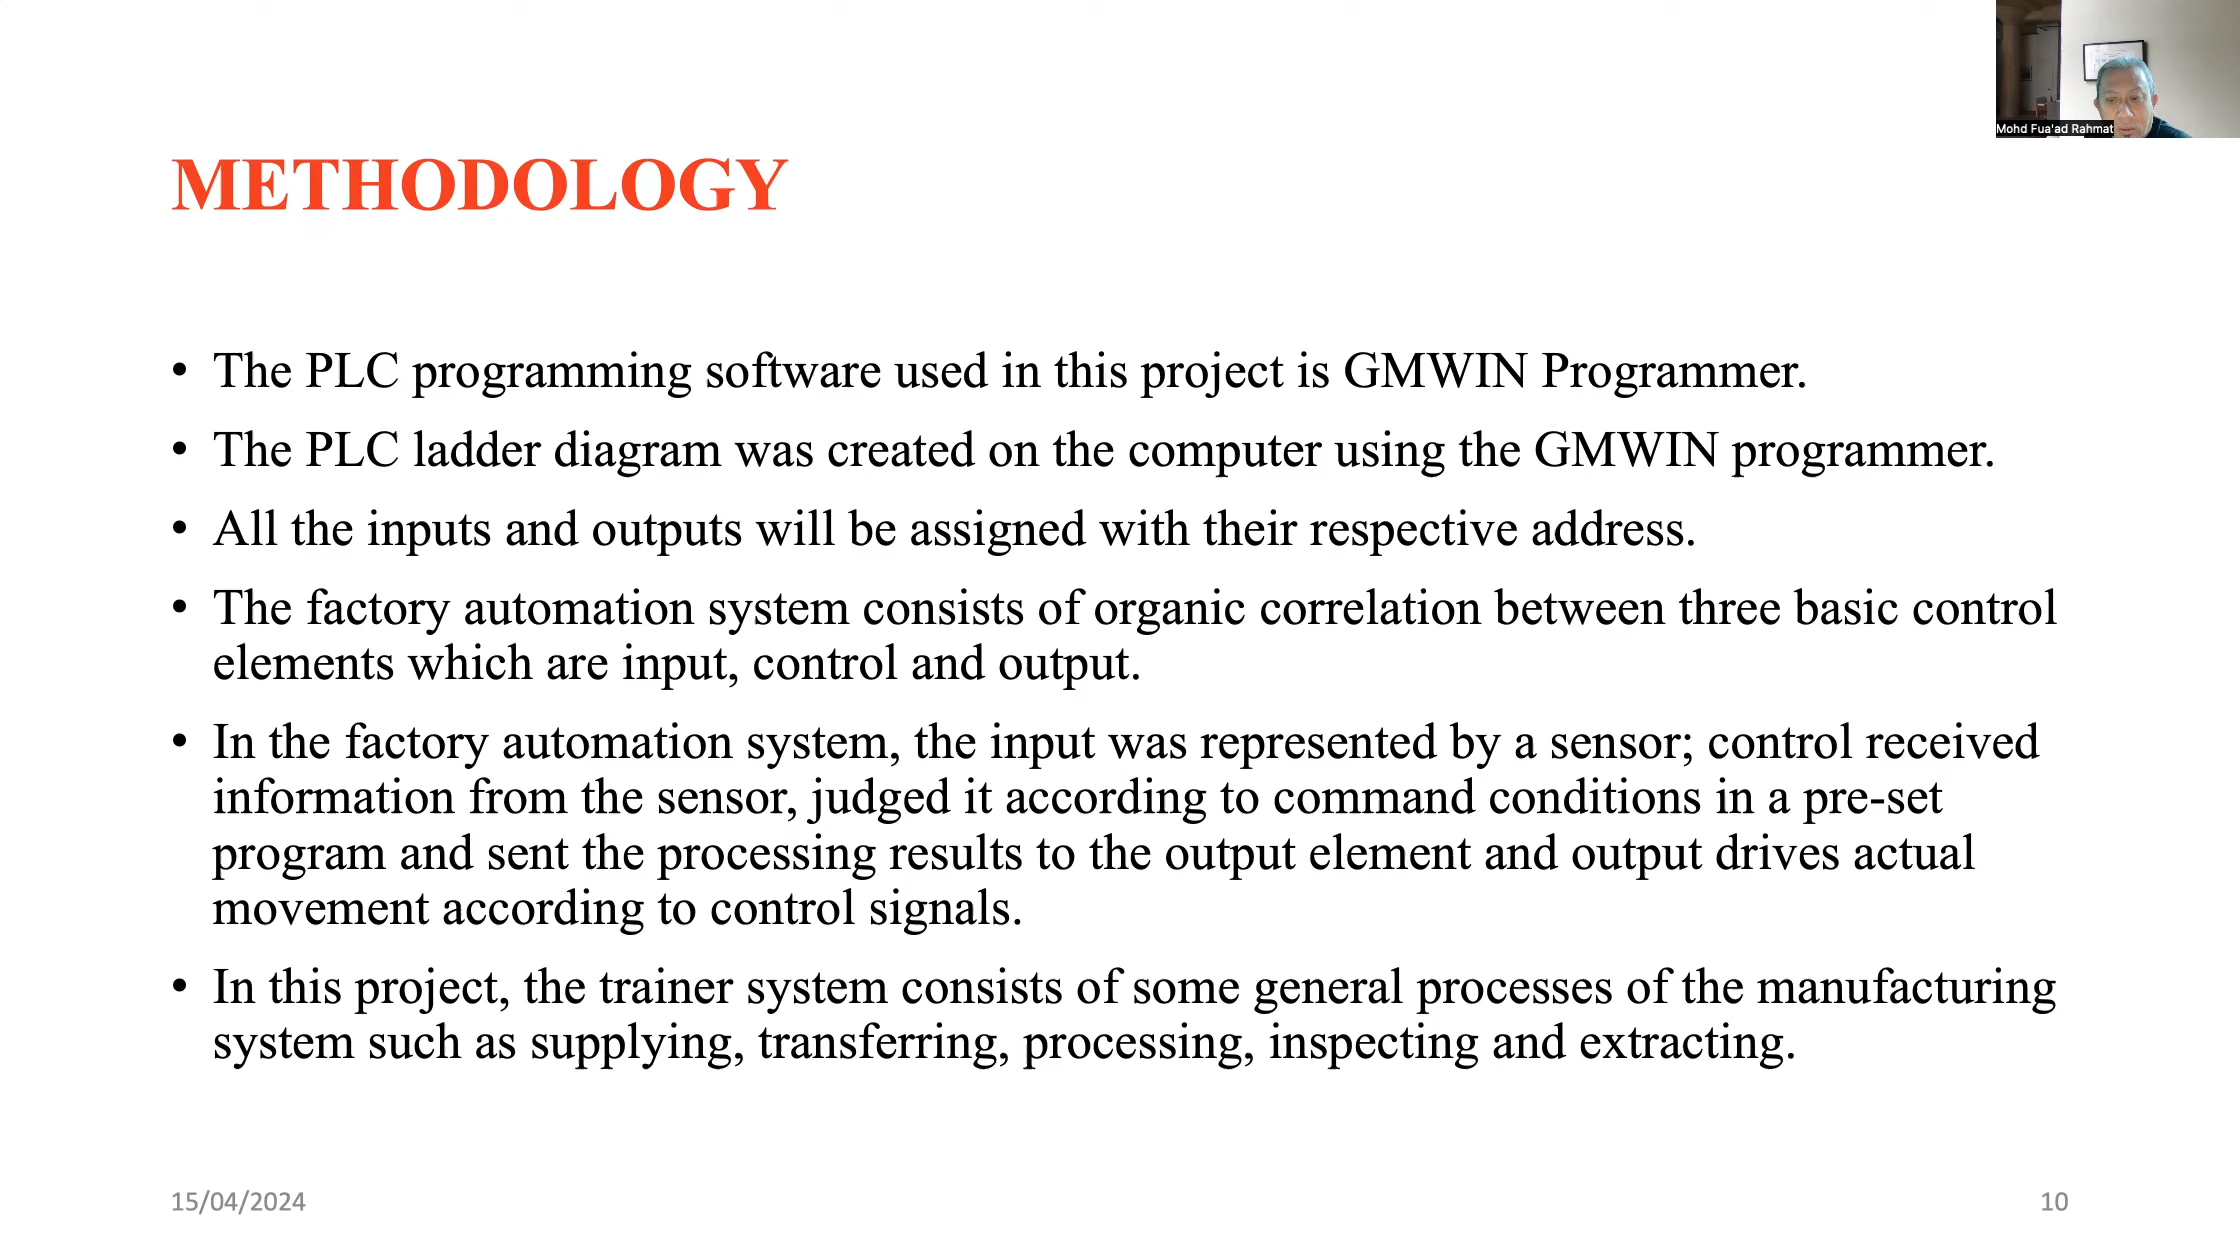 Mohd Fua'ad Rahmat
METHODOLOGY
• The PLC programming software used in this project is GMWIN Programmer.
• The PLC ladder diagram was created on the computer using the GMWIN programmer.
• All the inputs and outputs will be assigned with their respective address.
• The factory automation system consists of organic correlation between three basic control
elements which are input, control and output.
• In the factory automation system, the input was represented by a sensor; control received
information from the sensor, judged it according to command conditions in a pre-set
program and sent the processing results to the output element and output drives actual
movement according to control signals.
• In this project, the trainer system consists of some general processes of the manufacturing
system such as supplying, transferring, processing, inspecting and extracting.
15/04/2024
10